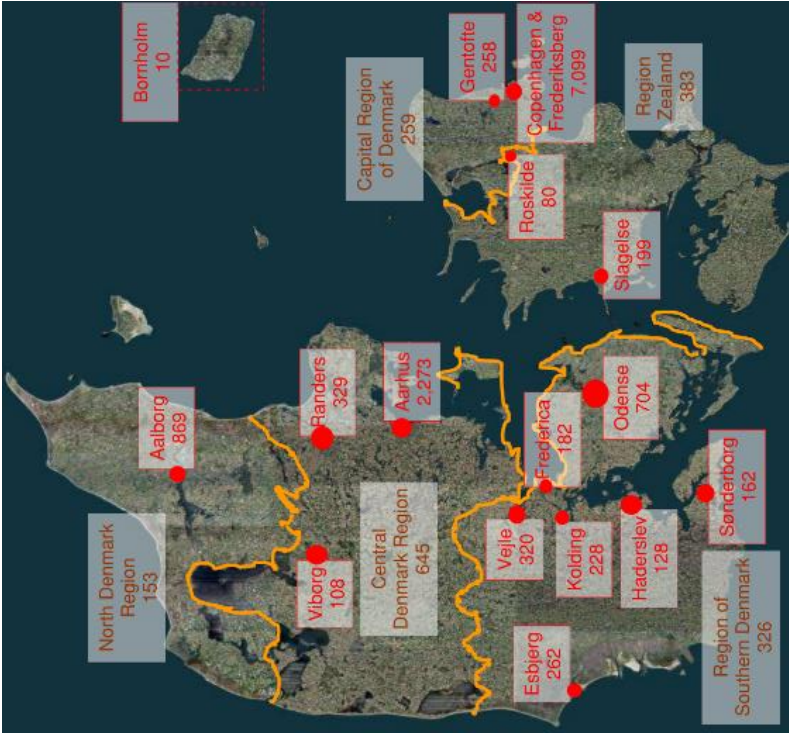 Bornholm
10
Gentofte
258
Copenhagen &
Frederiksberg
7,099
Capital Region
of Denmark
259
Region
Zealand
383
Roskilde
80
Slagelse
199
Aalborg
869
Randers
329
Aarhus
2,273
North Denmark
Region
153
Viborg
108
Central
Denmark Region
645
Frederica
182
Odense
704
Vejle
320
Kolding
228
Haderslev
128
Sønderborg
162
Esbjerg
262
Region of
Southern Denmark
326